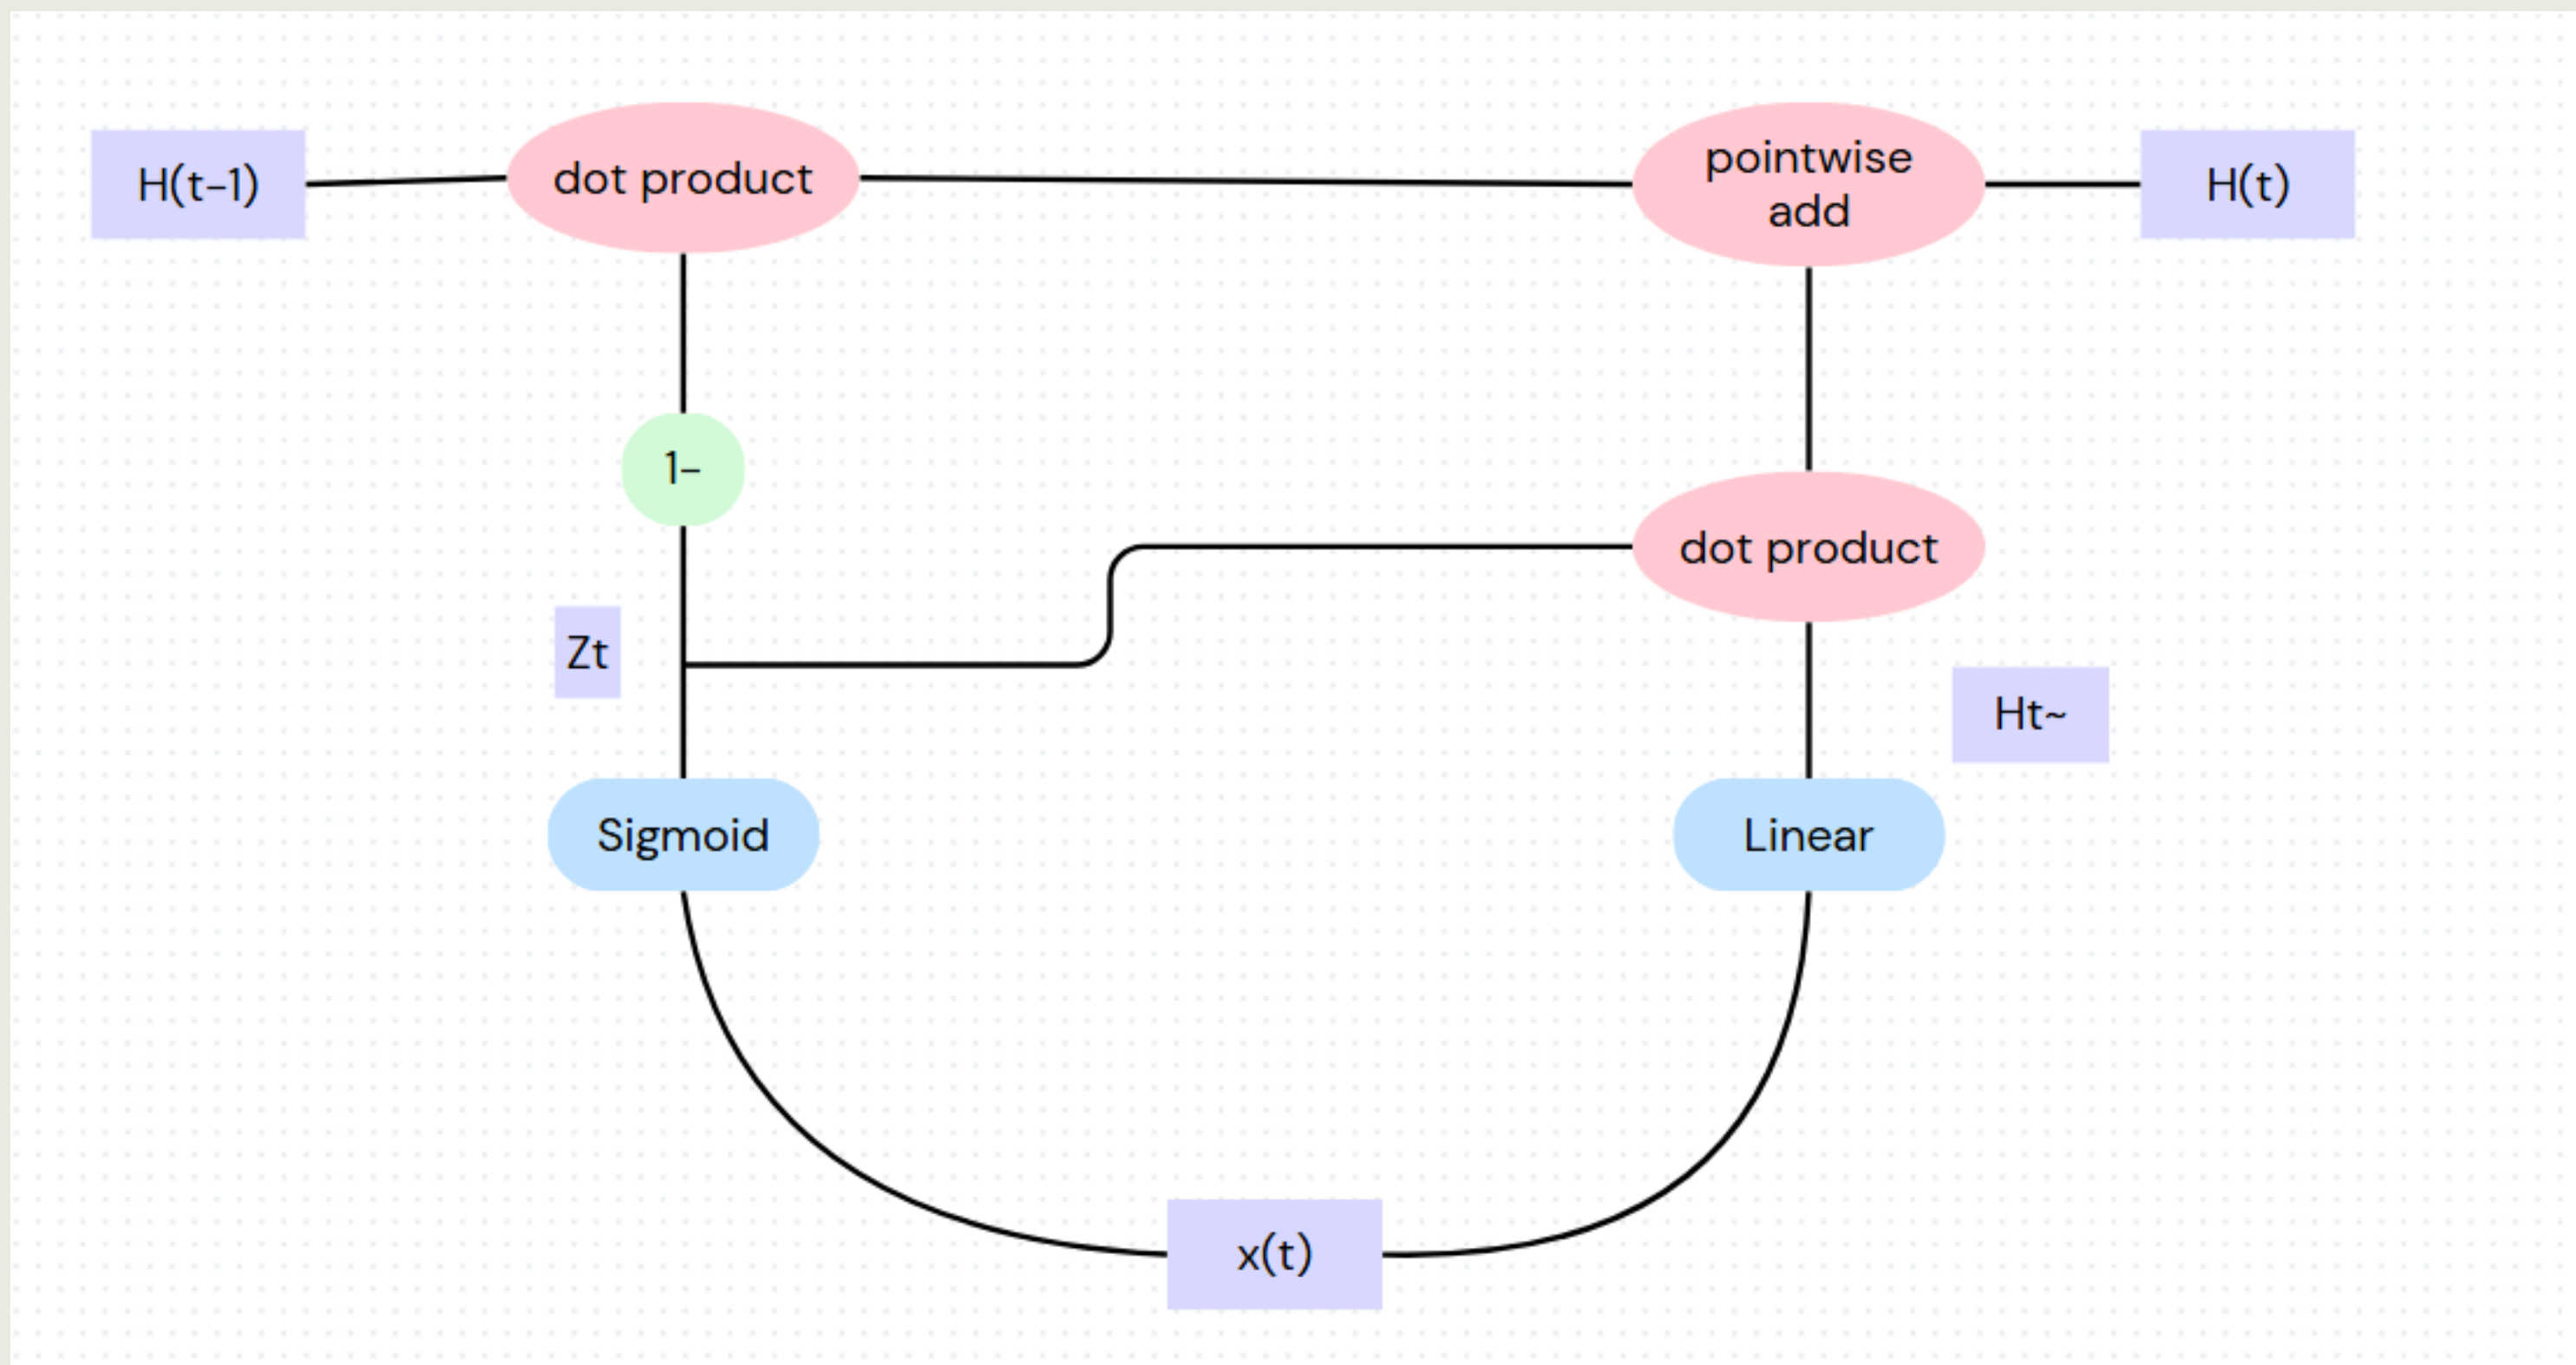 H(t-1)
dot product
pointwise
add
H(t)
1-
dot product
Zt
Ht~
Sigmoid
Linear
x(t)